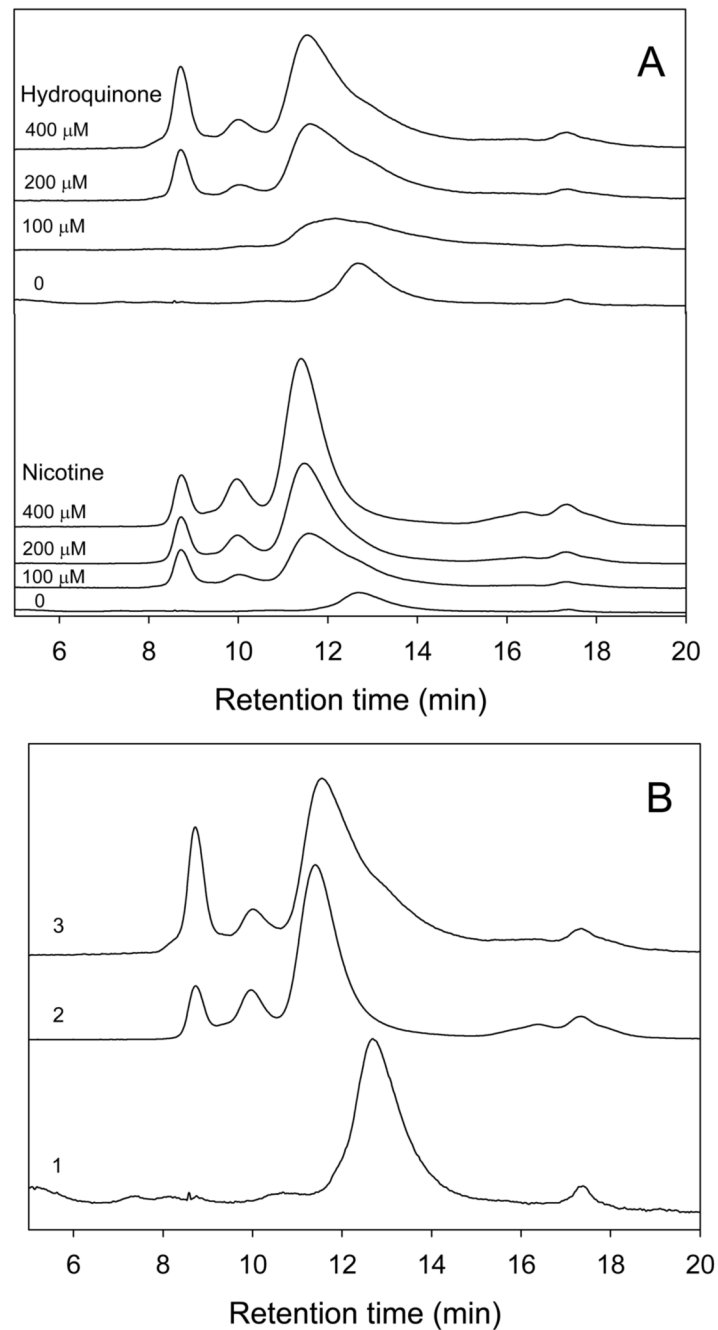 A
Hydroquinone
400 μM
200 μM
100 μM
0
Nicotine
400 μM
200 μM
100 μM
0
6 8 10 12 14 16 18 20
Retention time (min)
B
3
2
1
6 8 10 12 14 16 18 20
Retention time (min)